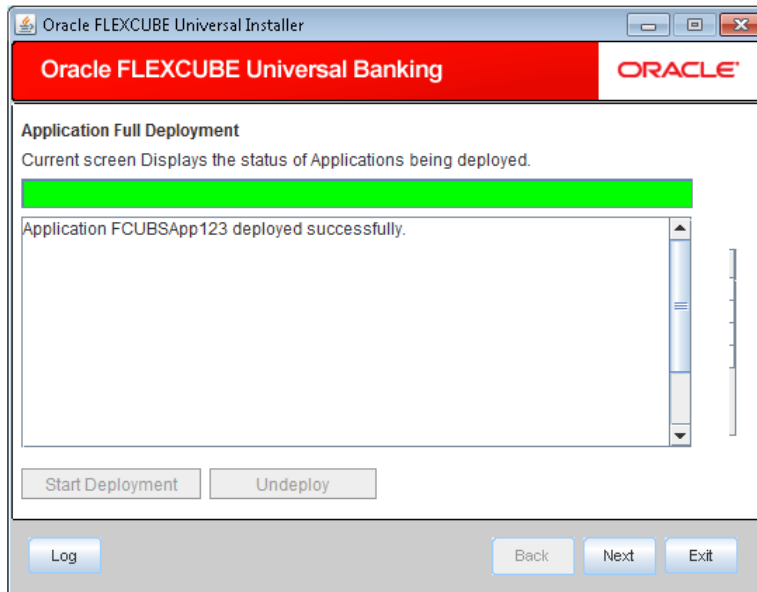 Oracle FLEXCUBE Universal Installer
Oracle FLEXCUBE Universal Banking
ORACLE
Application Full Deployment
Current screen Displays the status of Applications being deployed.
Application FCUBSApp123 deployed successfully.
Start Deployment Undeploy
Log Back Next Exit